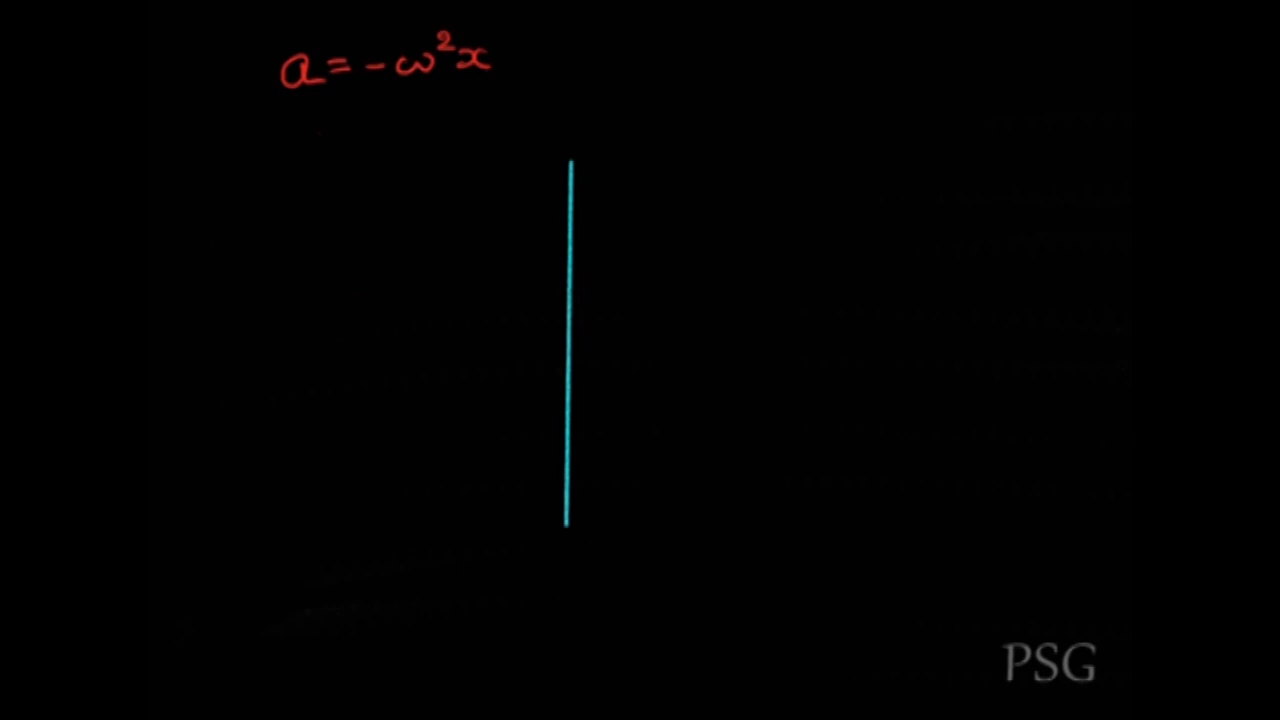 a = -ω²x
PSG